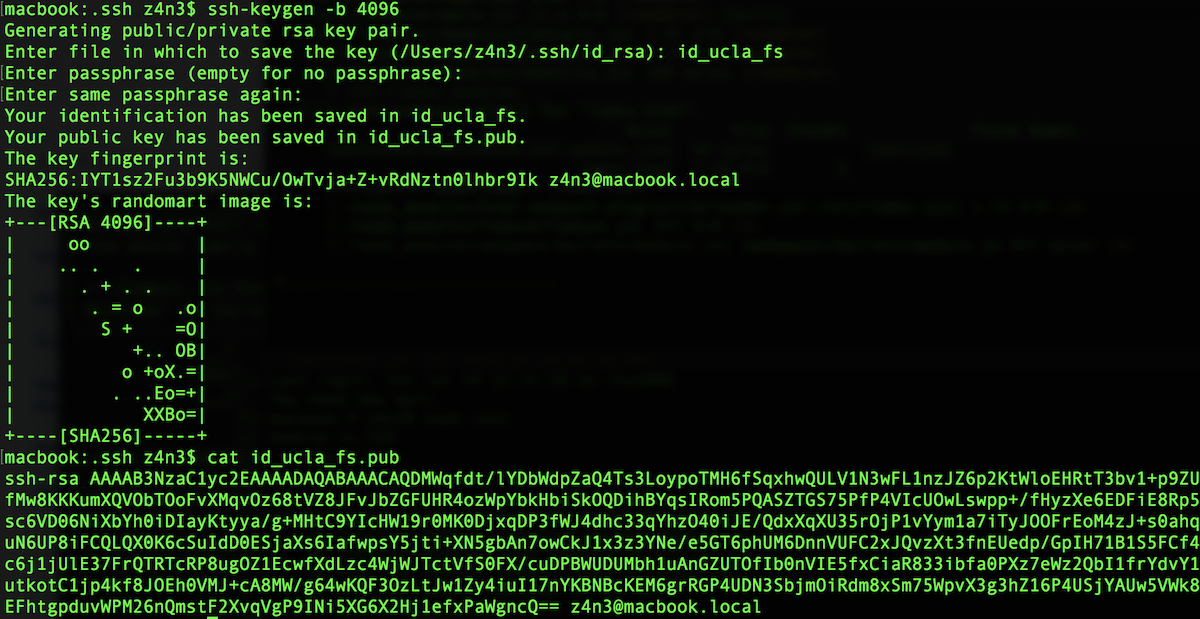 macbook:.ssh z4n3$ ssh-keygen -b 4096
Generating public/private rsa key pair.
Enter file in which to save the key (/Users/z4n3/.ssh/id_rsa): id_ucla_fs
Enter passphrase (empty for no passphrase):
Enter same passphrase again:
Your identification has been saved in id_ucla_fs.
Your public key has been saved in id_ucla_fs.pub.
The key fingerprint is:
SHA256:IYT1sz2Fu3b9K5NWCu/OwTvja+Z+vRdNztn0lhbr9Ik z4n3@macbook.local
The key's randomart image is:
+---[RSA 4096]----+
|     oo          |
|    .. .   .     |
|      . + . .    |
|       . = o   .o|
|        S +    =O|
|           +.. OB|
|          o +oX.=|
|         . ..Eo=+|
|            XXBo=|
+----[SHA256]-----+
macbook:.ssh z4n3$ cat id_ucla_fs.pub
ssh-rsa AAAAB3NzaC1yc2EAAAADAQABAAACAQDMWqfdt/lYDbWdpZaQ4Ts3LoypoTMH6fSqxhwQULV1N3wFL1nzJZ6p2KtWloEHRtT3bv1+p9ZU
fMw8KKKumXQVObTOoFvXMqvOz68tVZ8JFvJbZGFUHR4ozWpYbkHbiSkOQDihBYqsIRom5PQASZTGS75PfP4VIcUOwLswpp+/fHyzXe6EDFiE8Rp5
sc6VD06NiXbYh0iDIayKtyya/g+MHtC9YIcHW19r0MK0DjxqDP3fWJ4dhc33qYhzO40iJE/QdxXqXU35rOjP1vYym1a7iTyJOOFrEoM4zJ+s0ahq
uN6UP8iFCQLQX0K6cSuIdD0ESjaXs6IafwpsY5jti+XN5gbAn7owCkJ1x3z3YNe/e5GT6phUM6DnnVUFC2xJQvzXt3fnEUedp/GpIH71B1S5FCf4
c6j1jUlE37FrQTRTcRP8ugOZ1EcwfXdLzc4WjWJTctVfS0FX/cuDPBWUDUMbh1uAnGZUTOfIb0nVIE5fxCiaR833ibfa0PXz7eWz2QbI1frYdvY1
utkotC1jp4kf8JOEh0VMJ+cA8MW/g64wKQF3OzLtJw1Zy4iuI17nYKBNBcKEM6grRGP4UDN3SbjmOiRdm8xSm75WpvX3g3hZ16P4USjYAUw5VWk8
EFhtgpduvWPM26nQmstF2XvqVgP9INi5XG6X2Hj1efxPaWgncQ== z4n3@macbook.local